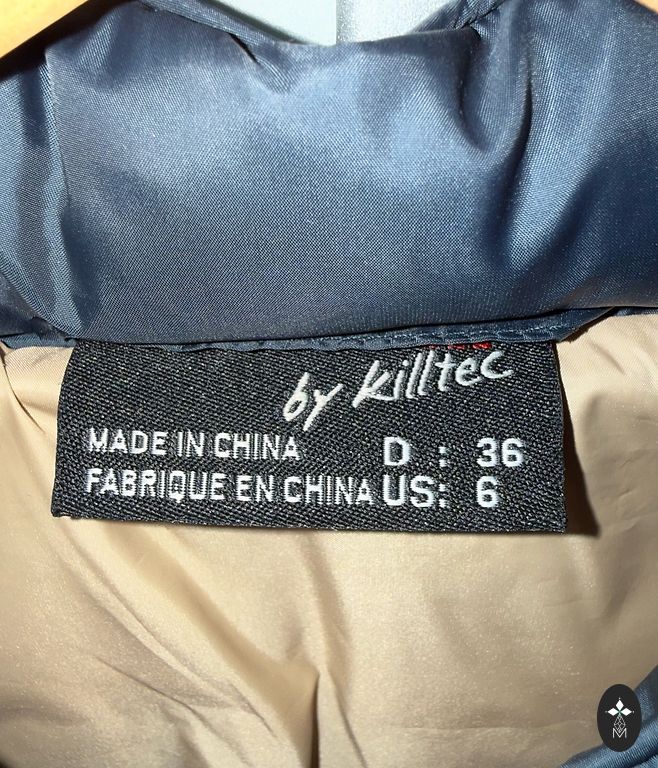 by killtec
MADE IN CHINA D : 36
FABRIQUE EN CHINA US: 6
M